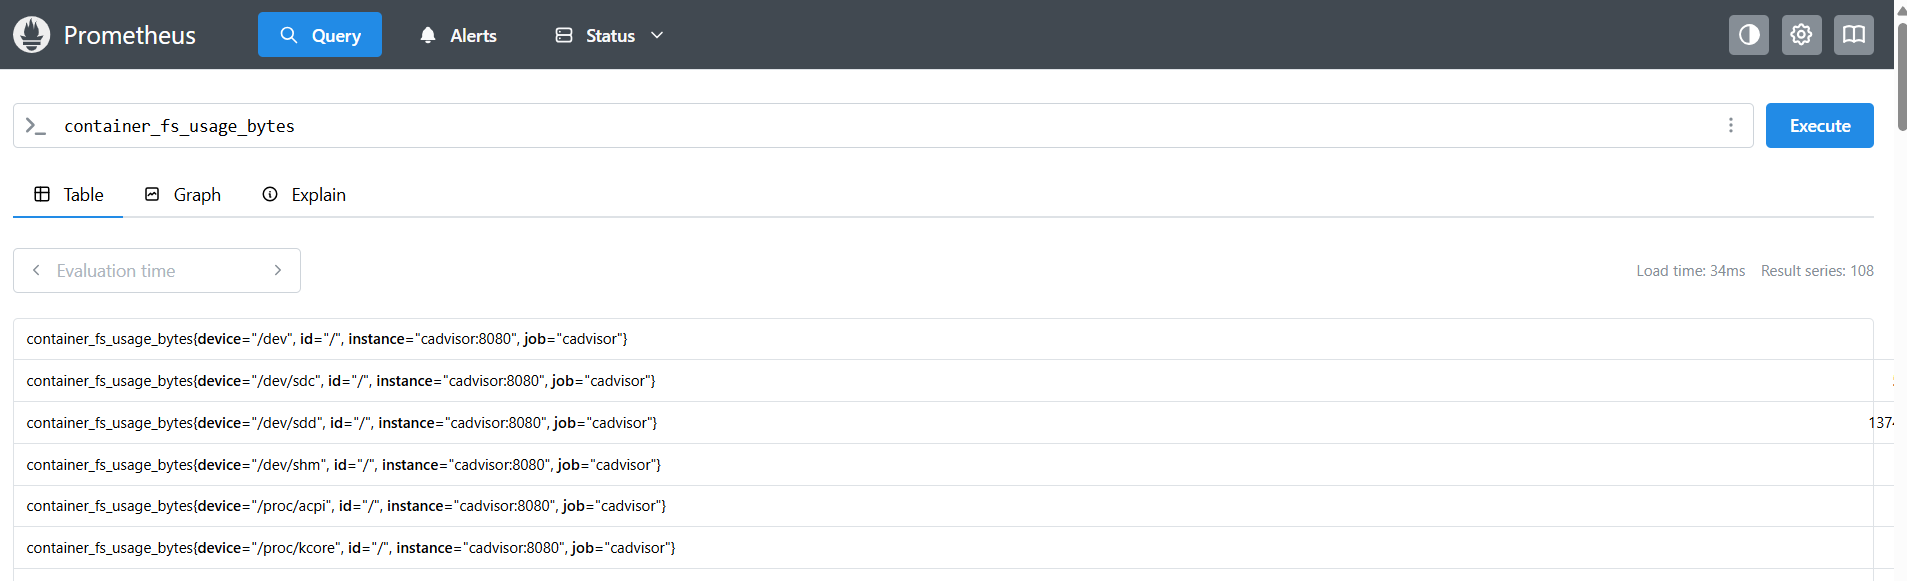 Prometheus Query Alerts Status
container_fs_usage_bytes Execute
Table Graph Explain
Evaluation time Load time: 34ms Result series: 108
container_fs_usage_bytes{device="/dev", id="/", instance="cadvisor:8080", job="cadvisor"}
container_fs_usage_bytes{device="/dev/sdc", id="/", instance="cadvisor:8080", job="cadvisor"}
container_fs_usage_bytes{device="/dev/sdd", id="/", instance="cadvisor:8080", job="cadvisor"} 1374
container_fs_usage_bytes{device="/dev/shm", id="/", instance="cadvisor:8080", job="cadvisor"}
container_fs_usage_bytes{device="/proc/acpi", id="/", instance="cadvisor:8080", job="cadvisor"}
container_fs_usage_bytes{device="/proc/kcore", id="/", instance="cadvisor:8080", job="cadvisor"}